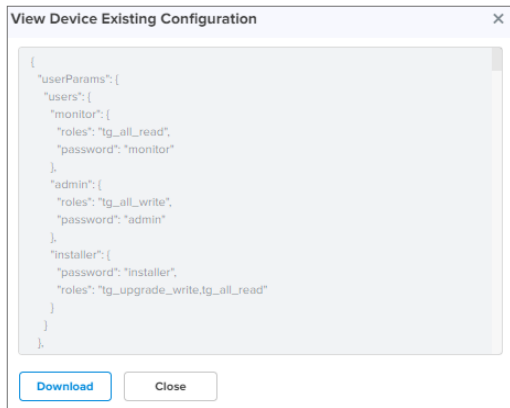 View Device Existing Configuration ×
{
"userParams": {
"users": {
"monitor": {
"roles": "tg_all_read",
"password": "monitor"
},
"admin": {
"roles": "tg_all_write",
"password": "admin"
},
"installer": {
"password": "installer",
"roles": "tg_upgrade_write,tg_all_read"
}
}
},
Download Close